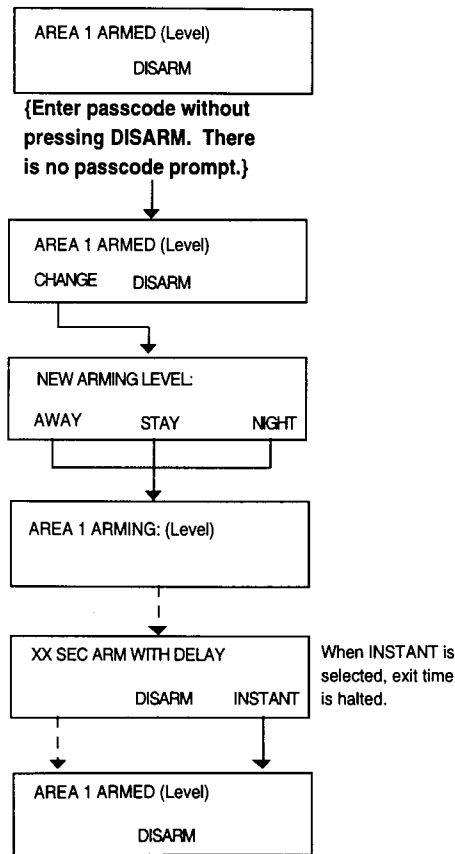 AREA 1 ARMED (Level)
DISARM
{Enter passcode without
pressing DISARM. There
is no passcode prompt.}
AREA 1 ARMED (Level)
CHANGE DISARM
NEW ARMING LEVEL:
AWAY STAY NIGHT
AREA 1 ARMING: (Level)
XX SEC ARM WITH DELAY
DISARM INSTANT
When INSTANT is
selected, exit time
is halted.
AREA 1 ARMED (Level)
DISARM